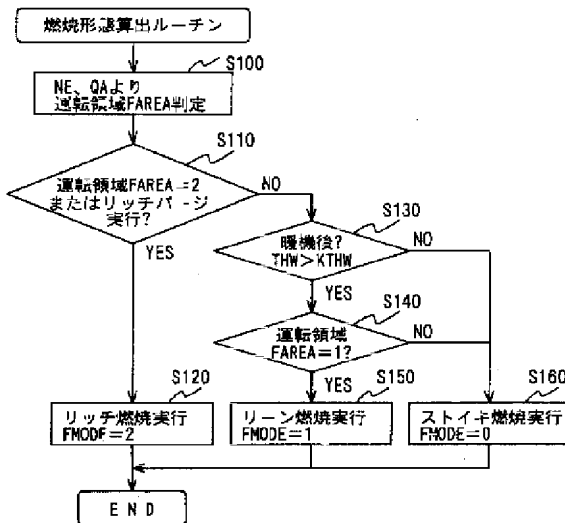 燃焼形態算出ルーチン
S100
NE、QAより
運転領域FAREA判定
S110
運転領域FAREA=2
またはリッチパージ
実行?
NO
YES
S130
暖機後?
THW>KTHW
NO
YES
S140
運転領域
FAREA=1?
NO
YES
S120
リッチ燃焼実行
FMODE=2
S150
リーン燃焼実行
FMODE=1
S160
ストイキ燃焼実行
FMODE=0
END